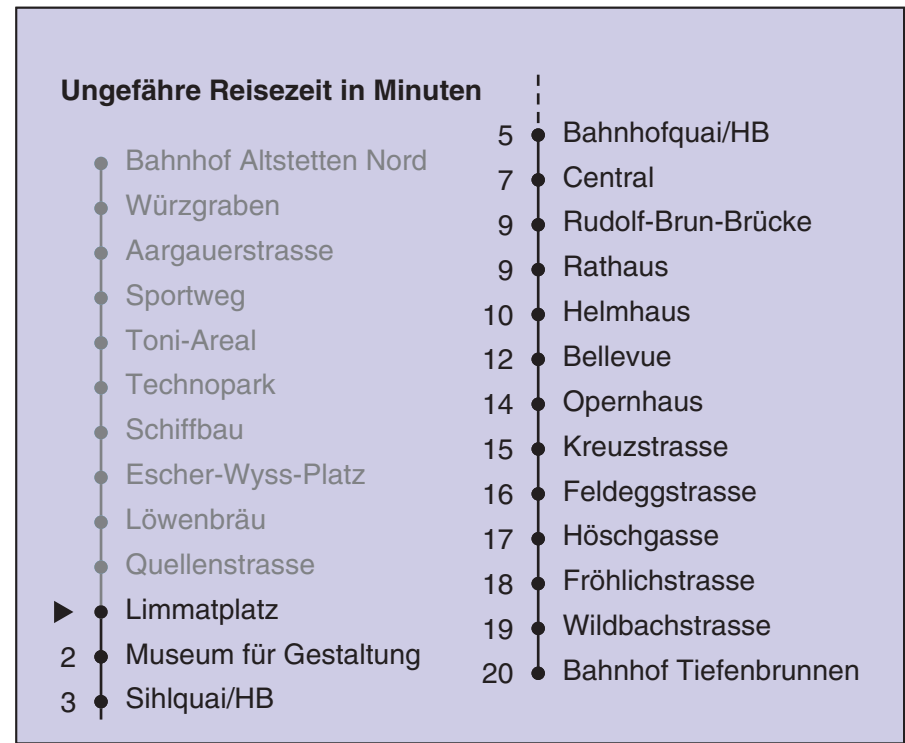 Ungefähre Reisezeit in Minuten
Bahnhof Altstetten Nord
Würzgraben
Aargauerstrasse
Sportweg
Toni-Areal
Technopark
Schiffbau
Escher-Wyss-Platz
Löwenbräu
Quellenstrasse
Limmatplatz
2 Museum für Gestaltung
3 Sihlquai/HB
5 Bahnhofquai/HB
7 Central
9 Rudolf-Brun-Brücke
9 Rathaus
10 Helmhaus
12 Bellevue
14 Opernhaus
15 Kreuzstrasse
16 Feldeggstrasse
17 Höschgasse
18 Fröhlichstrasse
19 Wildbachstrasse
20 Bahnhof Tiefenbrunnen